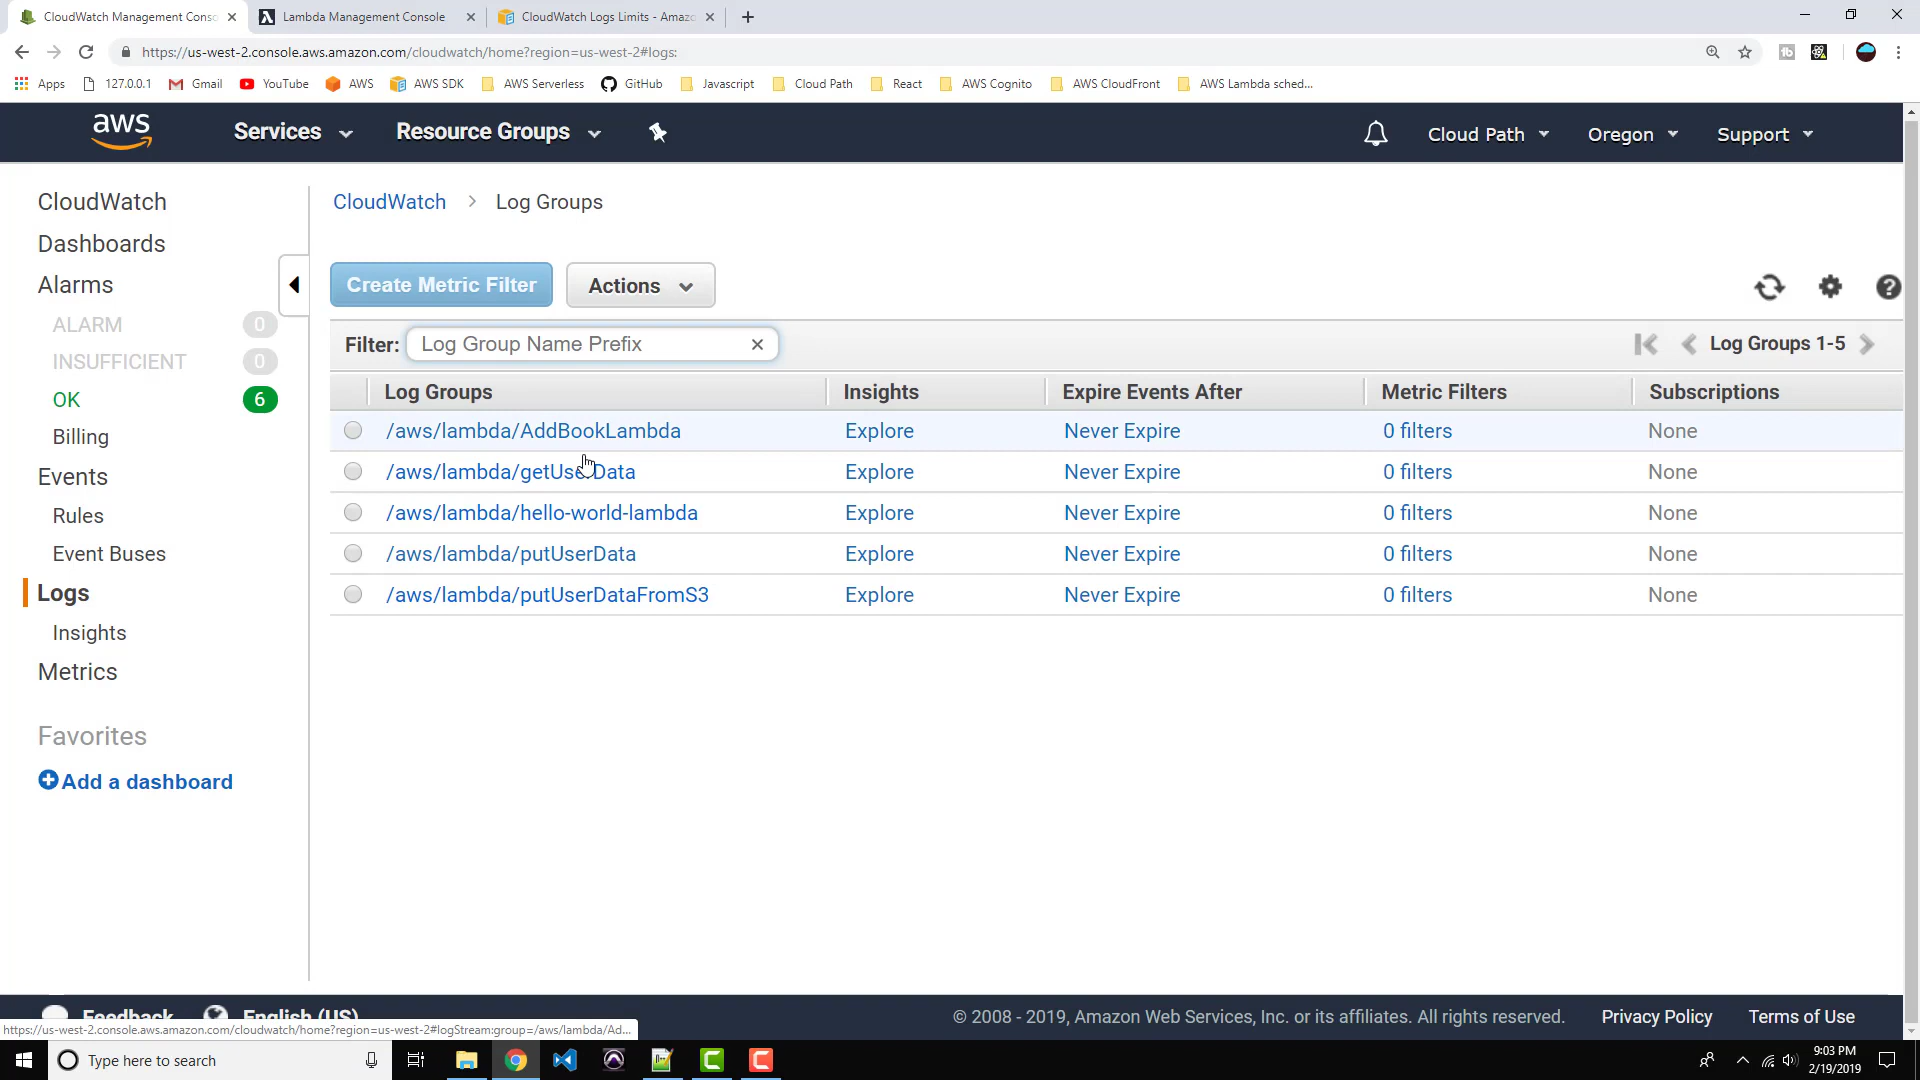 CloudWatch Management Conso
Lambda Management Console
CloudWatch Logs Limits - Amaz
https://us-west-2.console.aws.amazon.com/cloudwatch/home?region=us-west-2#logs:
Apps
127.0.0.1
Gmail
YouTube
AWS
AWS SDK
AWS Serverless
GitHub
Javascript
Cloud Path
React
AWS Cognito
AWS CloudFront
AWS Lambda sched...
aws
Services
Resource Groups
Cloud Path
Oregon
Support
CloudWatch
Dashboards
Alarms
ALARM 0
INSUFFICIENT 0
OK 6
Billing
Events
Rules
Event Buses
Logs
Insights
Metrics
Favorites
Add a dashboard
CloudWatch > Log Groups
Create Metric Filter
Actions
Filter: Log Group Name Prefix
Log Groups 1-5
Log Groups Insights Expire Events After Metric Filters Subscriptions
/aws/lambda/AddBookLambda Explore Never Expire 0 filters None
/aws/lambda/getUserData Explore Never Expire 0 filters None
/aws/lambda/hello-world-lambda Explore Never Expire 0 filters None
/aws/lambda/putUserData Explore Never Expire 0 filters None
/aws/lambda/putUserDataFromS3 Explore Never Expire 0 filters None
Feedback
English (US)
© 2008 - 2019, Amazon Web Services, Inc. or its affiliates. All rights reserved.
Privacy Policy
Terms of Use
https://us-west-2.console.aws.amazon.com/cloudwatch/home?region=us-west-2#logStream:group=/aws/lambda/Ad...
Type here to search
9:03 PM
2/19/2019